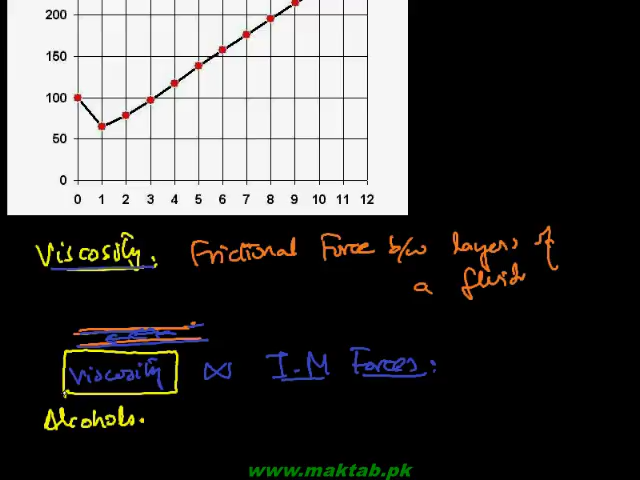 200
150
100
50
0
0 1 2 3 4 5 6 7 8 9 10 11 12
Viscosity: Frictional Force b/w layers of
a fluid
Viscosity ∝ I-M Forces:
Alcohols.
www.maktab.pk